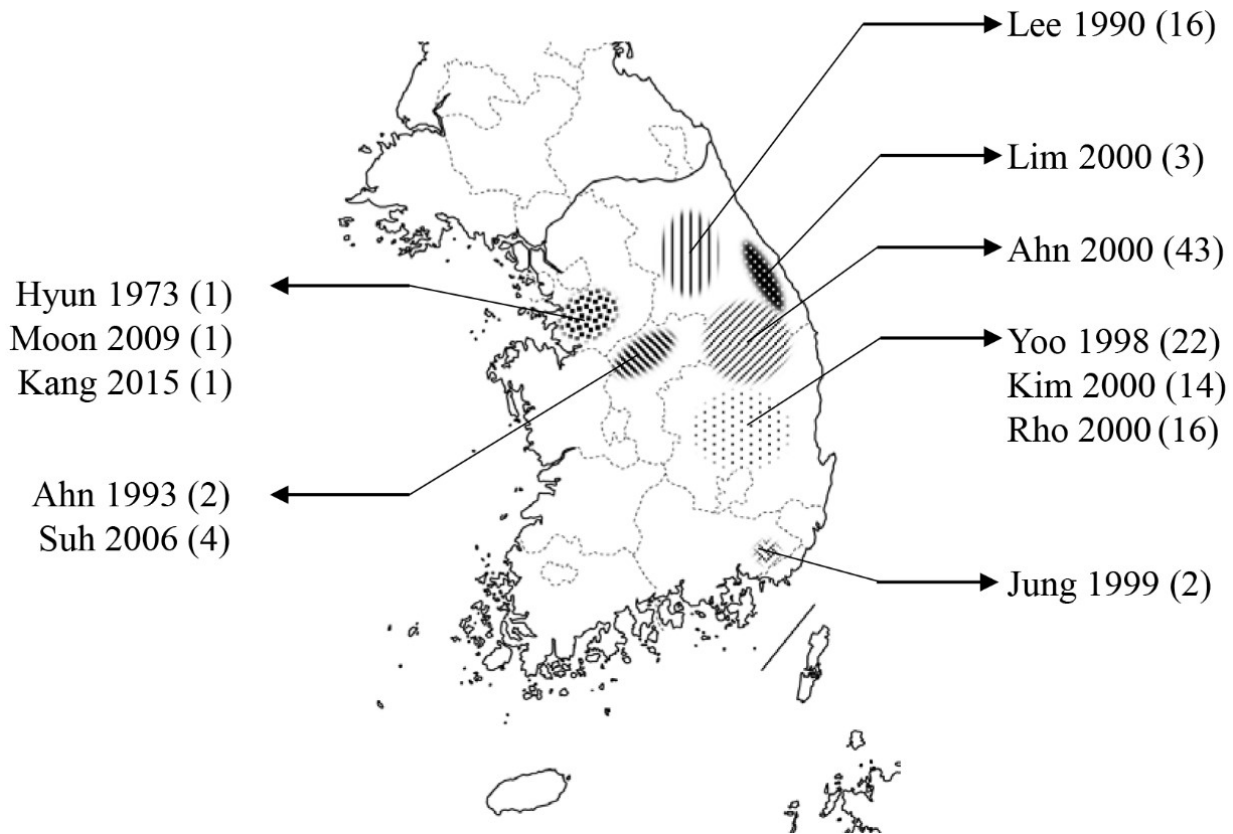 Lee 1990 (16)
Lim 2000 (3)
Ahn 2000 (43)
Hyun 1973 (1)
Moon 2009 (1)
Kang 2015 (1)
Yoo 1998 (22)
Kim 2000 (14)
Rho 2000 (16)
Ahn 1993 (2)
Suh 2006 (4)
Jung 1999 (2)